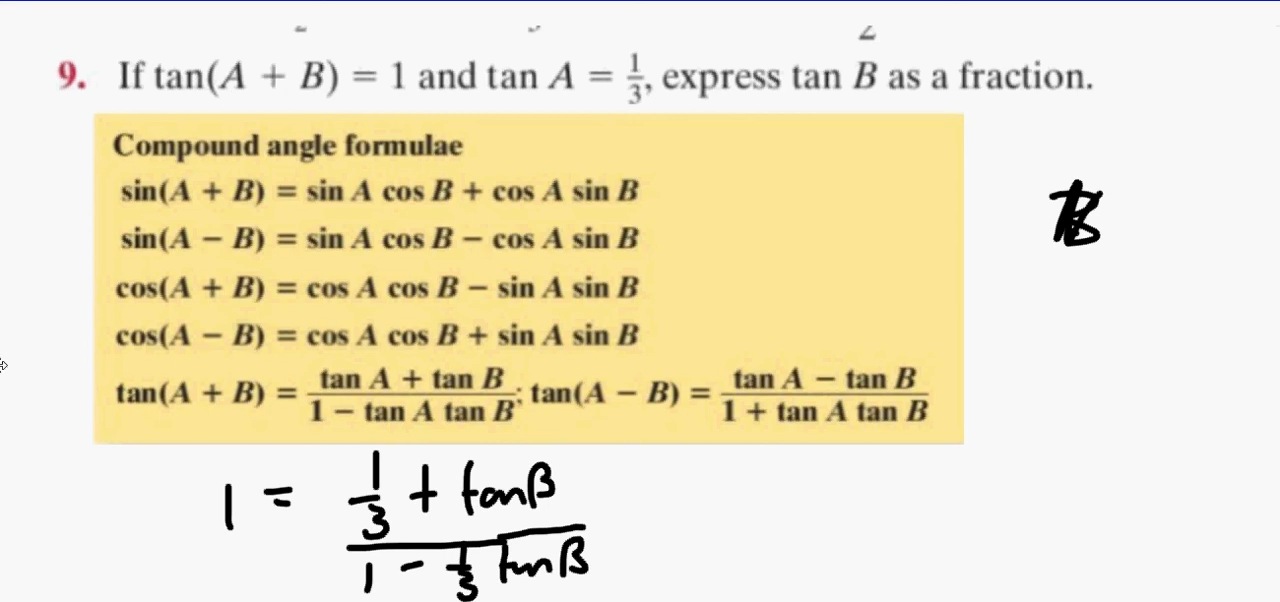 9. If tan(A + B) = 1 and tan A = 1/3, express tan B as a fraction.
Compound angle formulae
sin(A + B) = sin A cos B + cos A sin B
sin(A − B) = sin A cos B − cos A sin B
cos(A + B) = cos A cos B − sin A sin B
cos(A − B) = cos A cos B + sin A sin B
tan(A + B) = (tan A + tan B)/(1 − tan A tan B); tan(A − B) = (tan A − tan B)/(1 + tan A tan B)
1 = (1/3 + tanB)/(1 - 1/3 tanB)